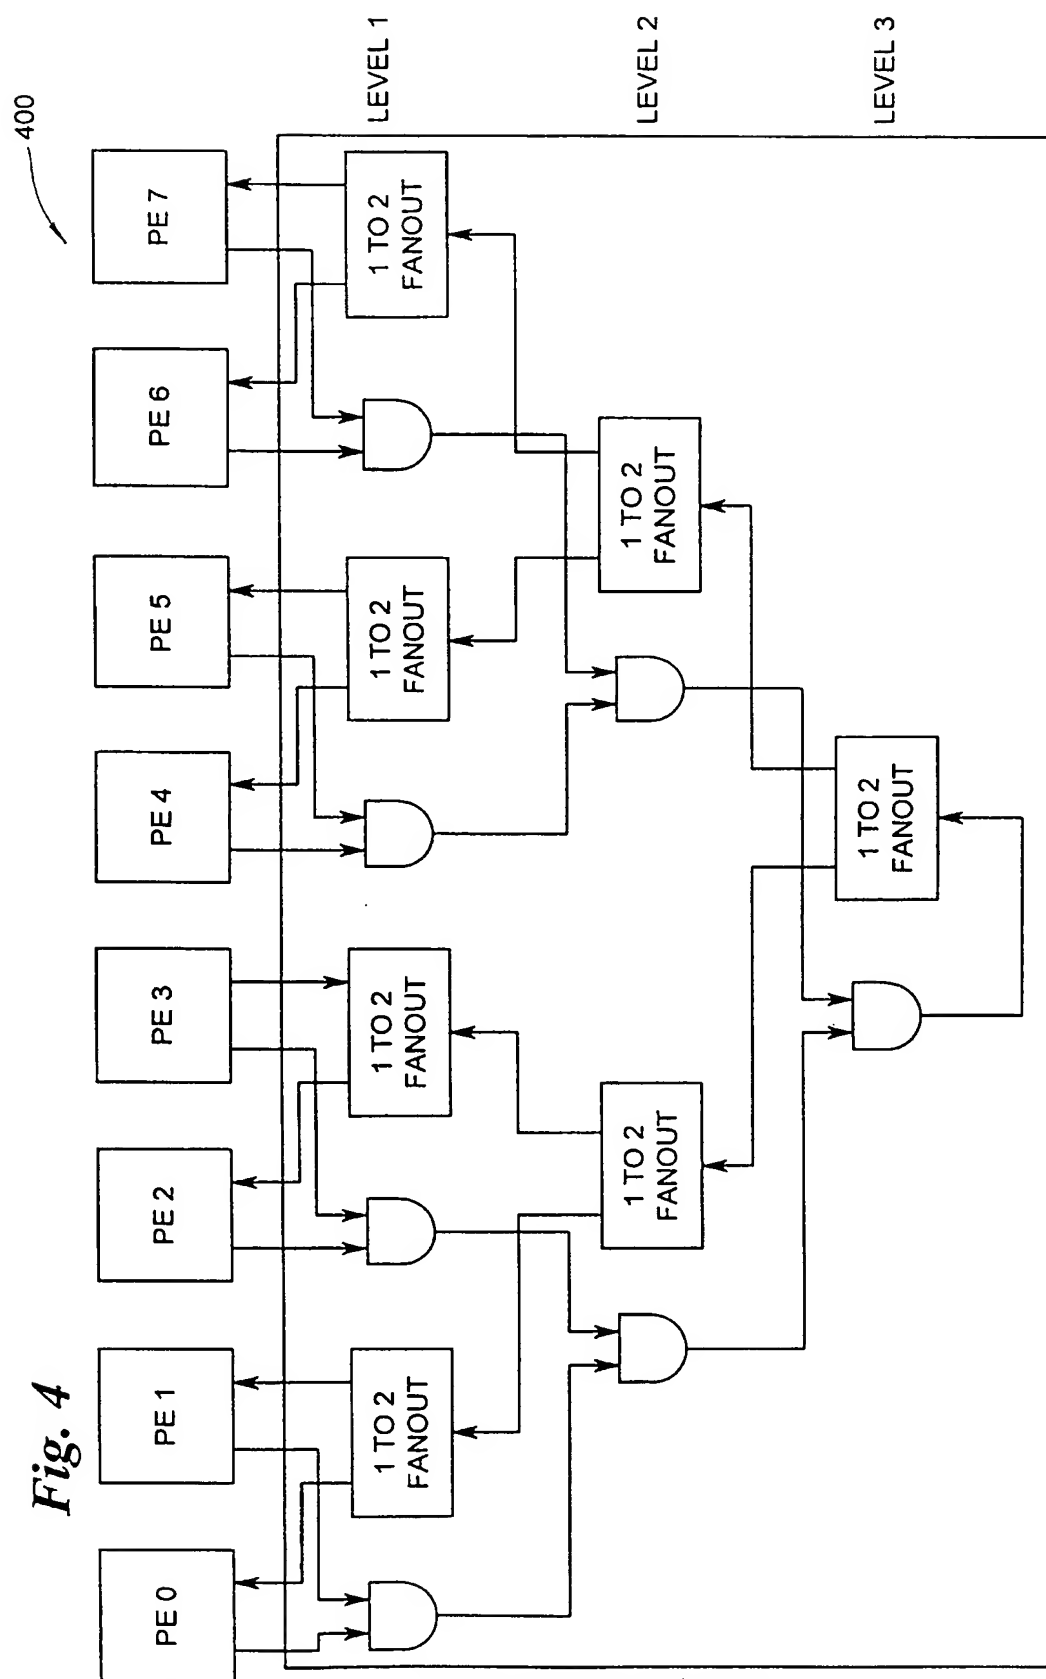 Fig. 4
400
PE 0
PE 1
PE 2
PE 3
PE 4
PE 5
PE 6
PE 7
1 TO 2
FANOUT
1 TO 2
FANOUT
1 TO 2
FANOUT
1 TO 2
FANOUT
LEVEL 1
1 TO 2
FANOUT
1 TO 2
FANOUT
LEVEL 2
1 TO 2
FANOUT
LEVEL 3